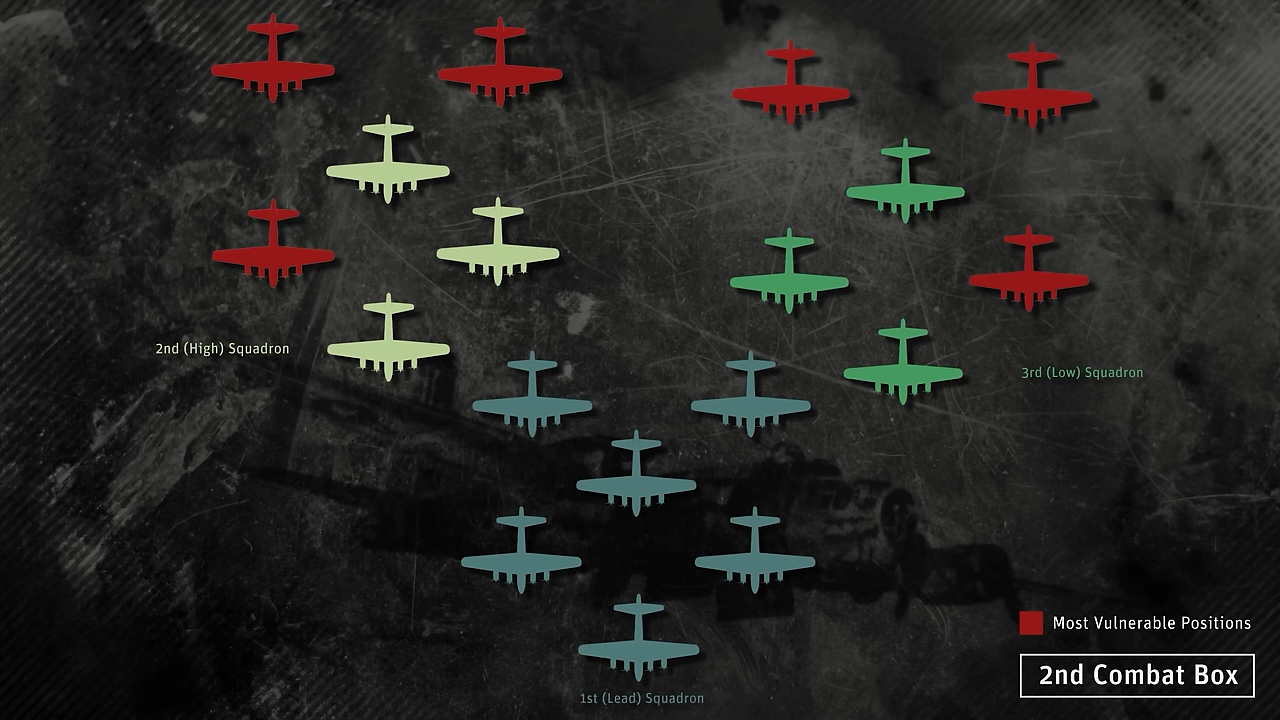 2nd (High) Squadron
3rd (Low) Squadron
Most Vulnerable Positions
2nd Combat Box
1st (Lead) Squadron